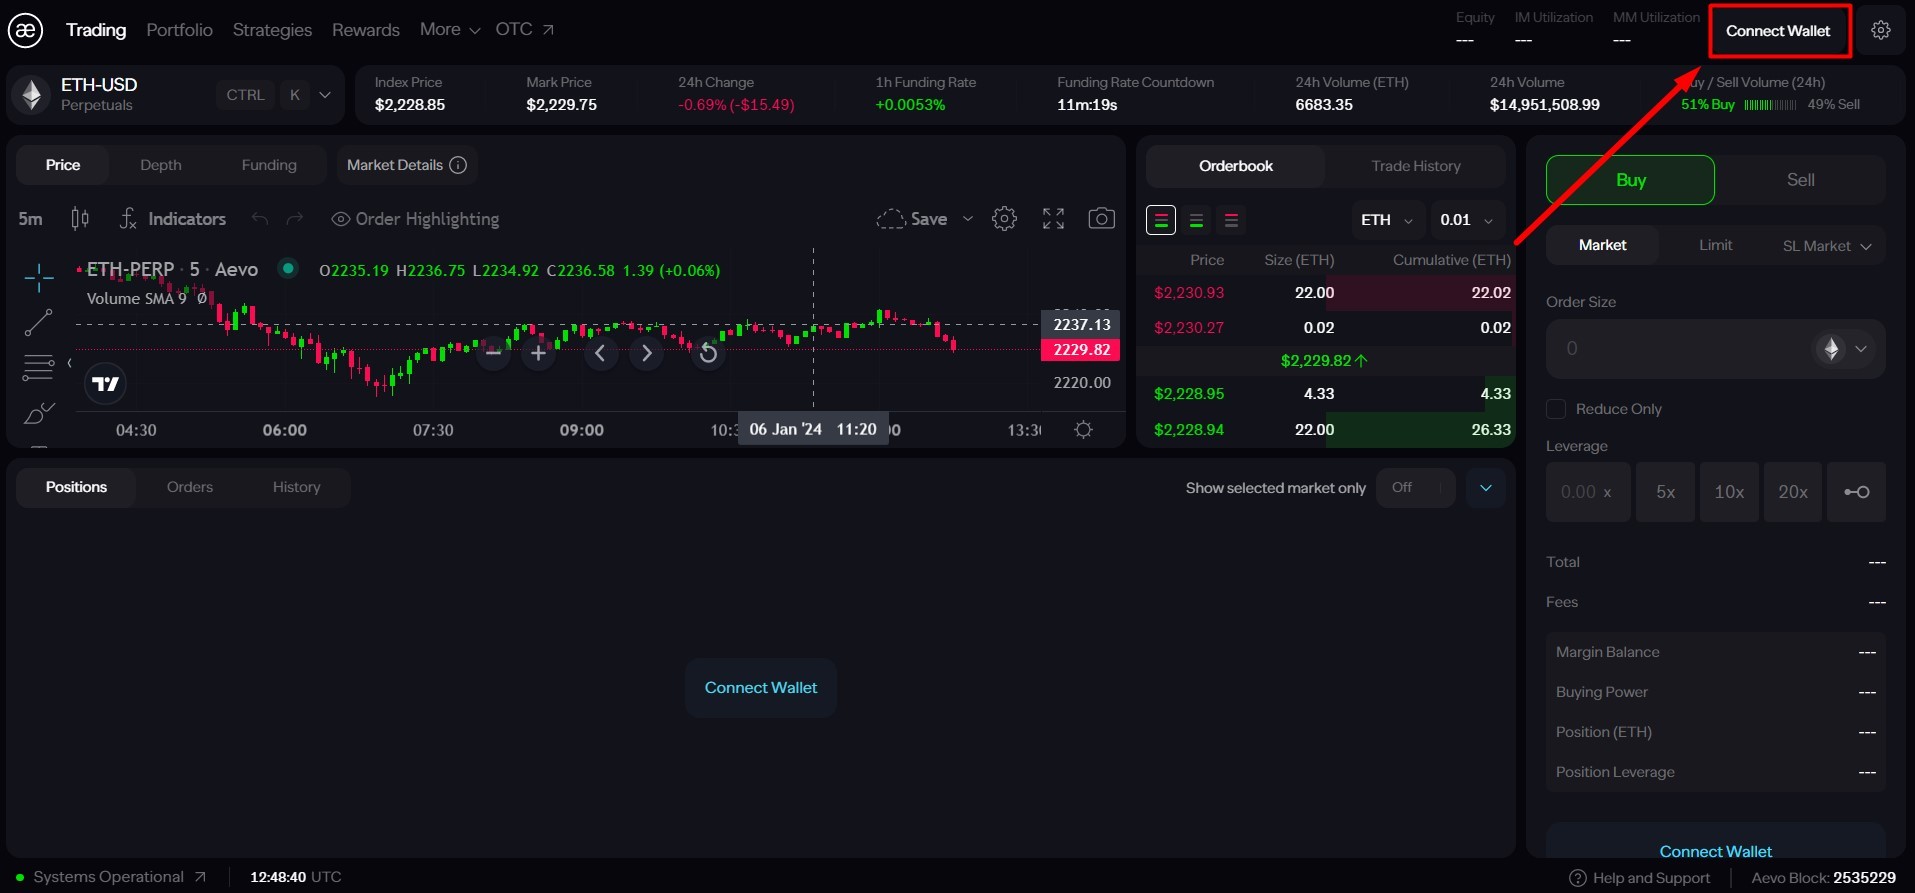 æ Trading Portfolio Strategies Rewards More OTC
Equity IM Utilization MM Utilization
--- --- ---
Connect Wallet
ETH-USD
Perpetuals
CTRL K
Index Price Mark Price 24h Change 1h Funding Rate Funding Rate Countdown 24h Volume (ETH) 24h Volume uy / Sell Volume (24h)
$2,228.85 $2,229.75 -0.69% (-$15.49) +0.0053% 11m:19s 6683.35 $14,951,508.99 51% Buy 49% Sell
Price Depth Funding Market Details
5m Indicators Order Highlighting Save
ETH-PERP · 5 · Aevo O2235.19 H2236.75 L2234.92 C2236.58 1.39 (+0.06%)
Volume SMA 9 Ø
2237.13
2229.82
2220.00
04:30 06:00 07:30 09:00 10:3 06 Jan '24 11:20 00 13:3
Orderbook Trade History
ETH 0.01
Price Size (ETH) Cumulative (ETH)
$2,230.93 22.00 22.02
$2,230.27 0.02 0.02
$2,229.82↑
$2,228.95 4.33 4.33
$2,228.94 22.00 26.33
Buy Sell
Market Limit SL Market
Order Size
0
Reduce Only
Leverage
0.00 x 5x 10x 20x
Total ---
Fees ---
Margin Balance ---
Buying Power ---
Position (ETH) ---
Position Leverage ---
Connect Wallet
Positions Orders History
Show selected market only Off
Connect Wallet
Systems Operational 12:48:40 UTC
Help and Support Aevo Block: 2535229